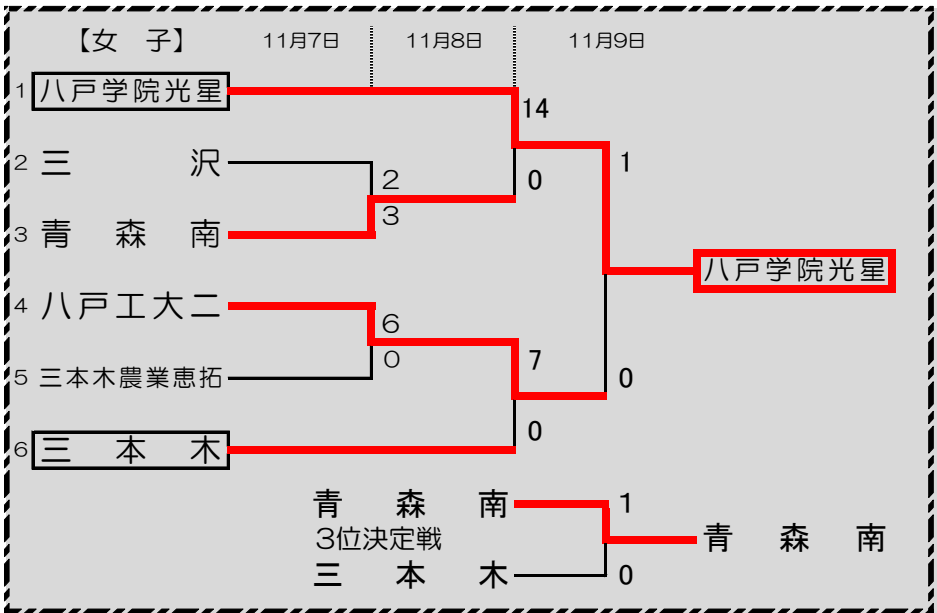 【女 子】 11月7日 11月8日 11月9日
1 八戸学院光星
14
2 三 沢
2
0
1
3 青 森 南
3
八戸学院光星
4 八戸工大二
6
0
7
0
5 三本木農業恵拓
0
6 三 本 木
青 森 南
1
3位決定戦
青 森 南
三 本 木
0